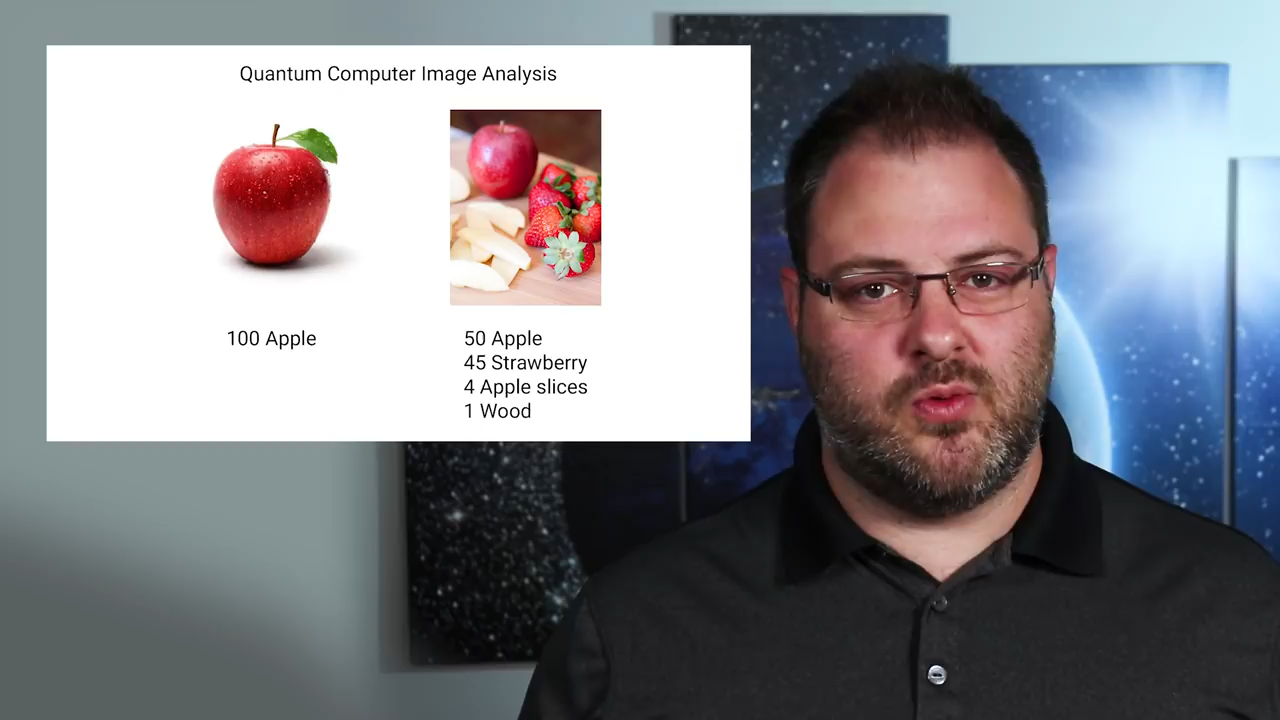 Quantum Computer Image Analysis
100 Apple
50 Apple
45 Strawberry
4 Apple slices
1 Wood